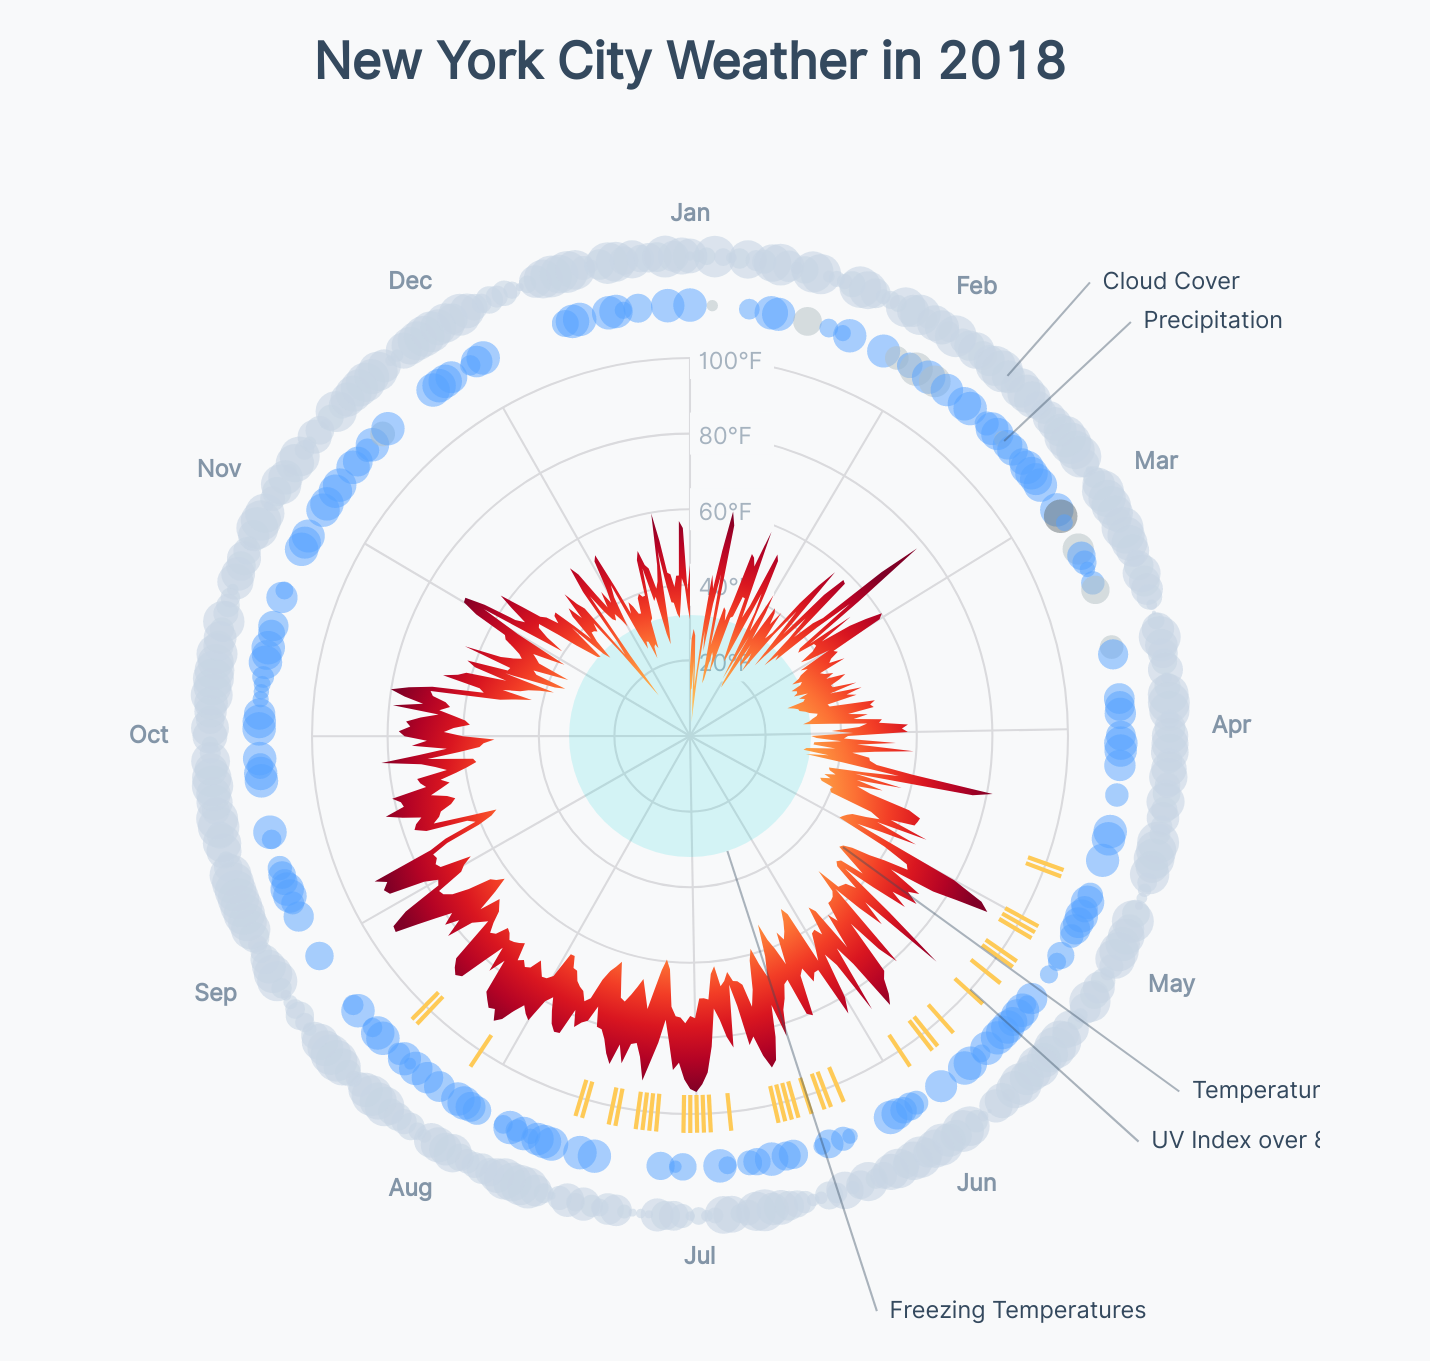 New York City Weather in 2018
Jan
Dec
Feb
Cloud Cover
Precipitation
100°F
80°F
Nov
Mar
60°F
40°
20°F
Oct
Apr
Sep
May
Temperatur
UV Index over
Aug
Jun
Jul
Freezing Temperatures